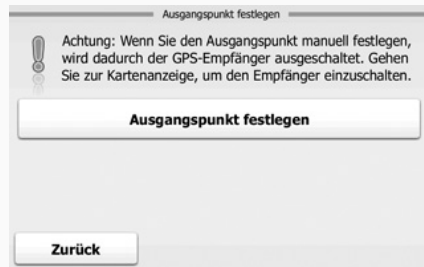 Ausgangspunkt festlegen
Achtung: Wenn Sie den Ausgangspunkt manuell festlegen,
wird dadurch der GPS-Empfänger ausgeschaltet. Gehen
Sie zur Kartenanzeige, um den Empfänger einzuschalten.
Ausgangspunkt festlegen
Zurück